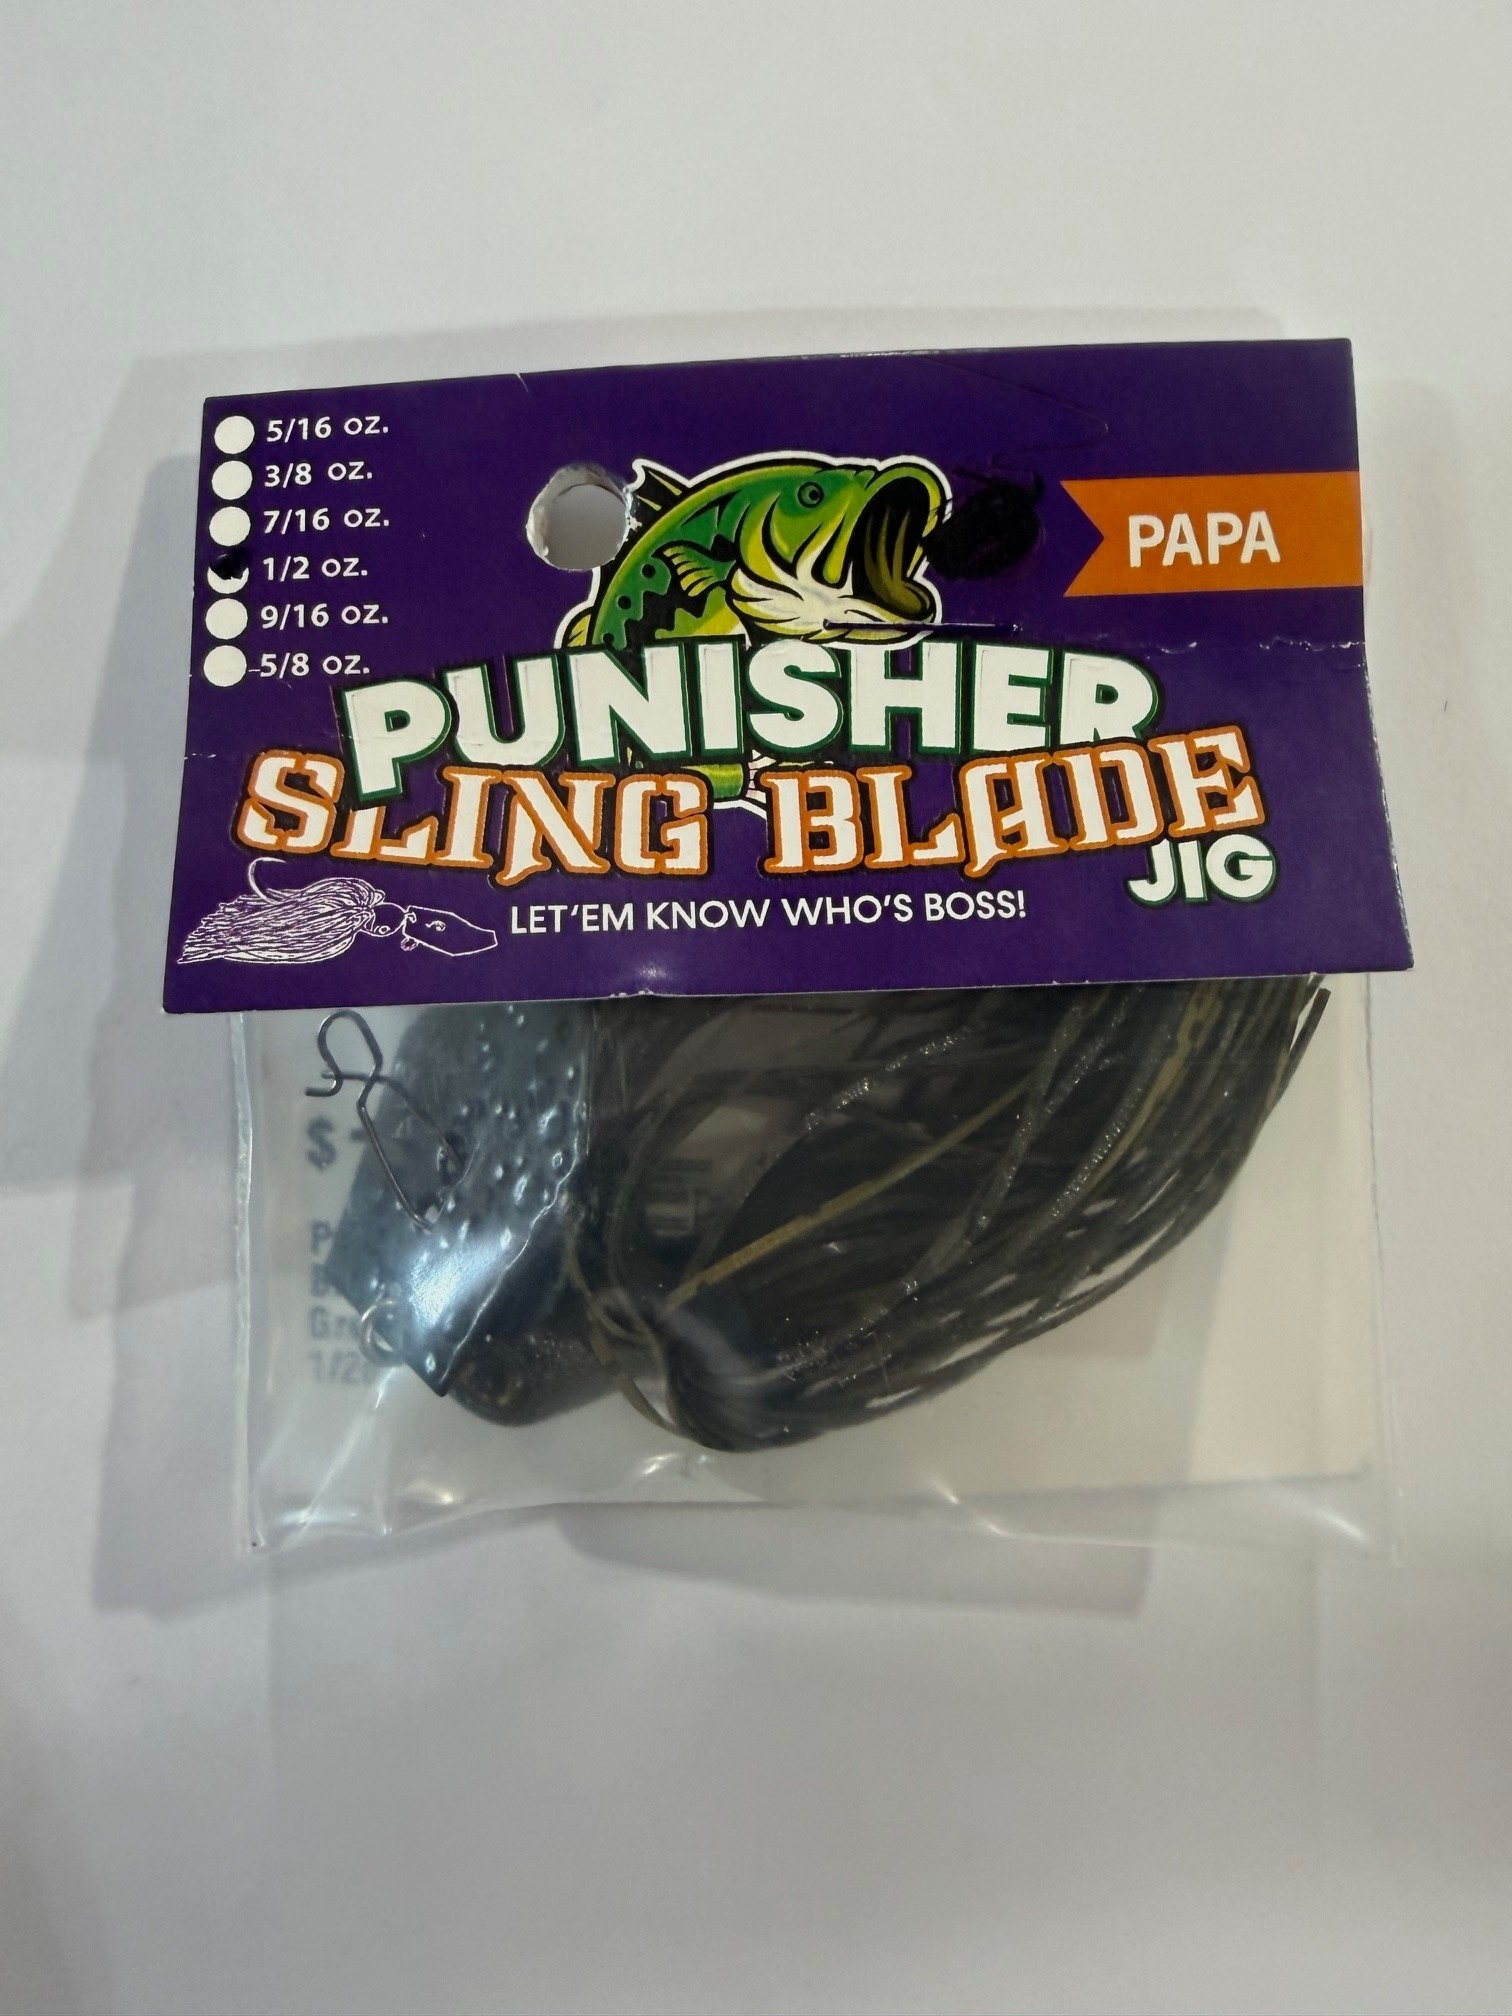 5/16 oz.
3/8 oz.
7/16 oz.
1/2 oz.
9/16 oz.
5/8 oz.
PAPA
PUNISHER
SLING BLADE
JIG
LET'EM KNOW WHO'S BOSS!
$